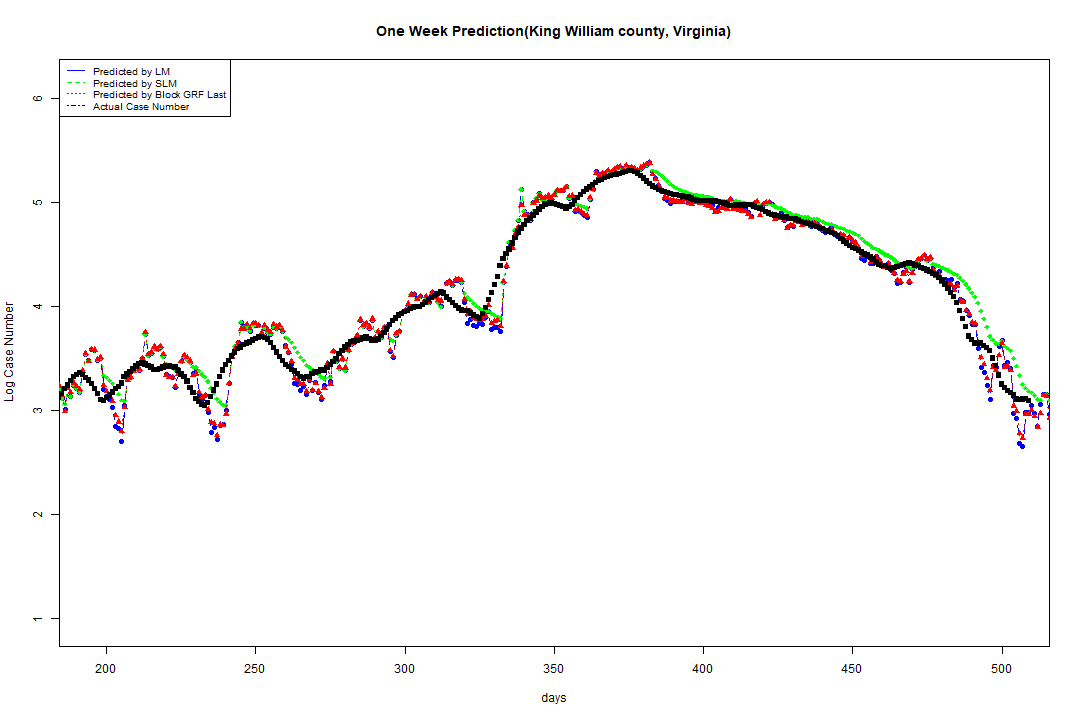 One Week Prediction(King William county, Virginia)
Predicted by LM
Predicted by SLM
Predicted by Block GRF Last
Actual Case Number
Log Case Number
6
5
4
3
2
1
200 250 300 350 400 450 500
days